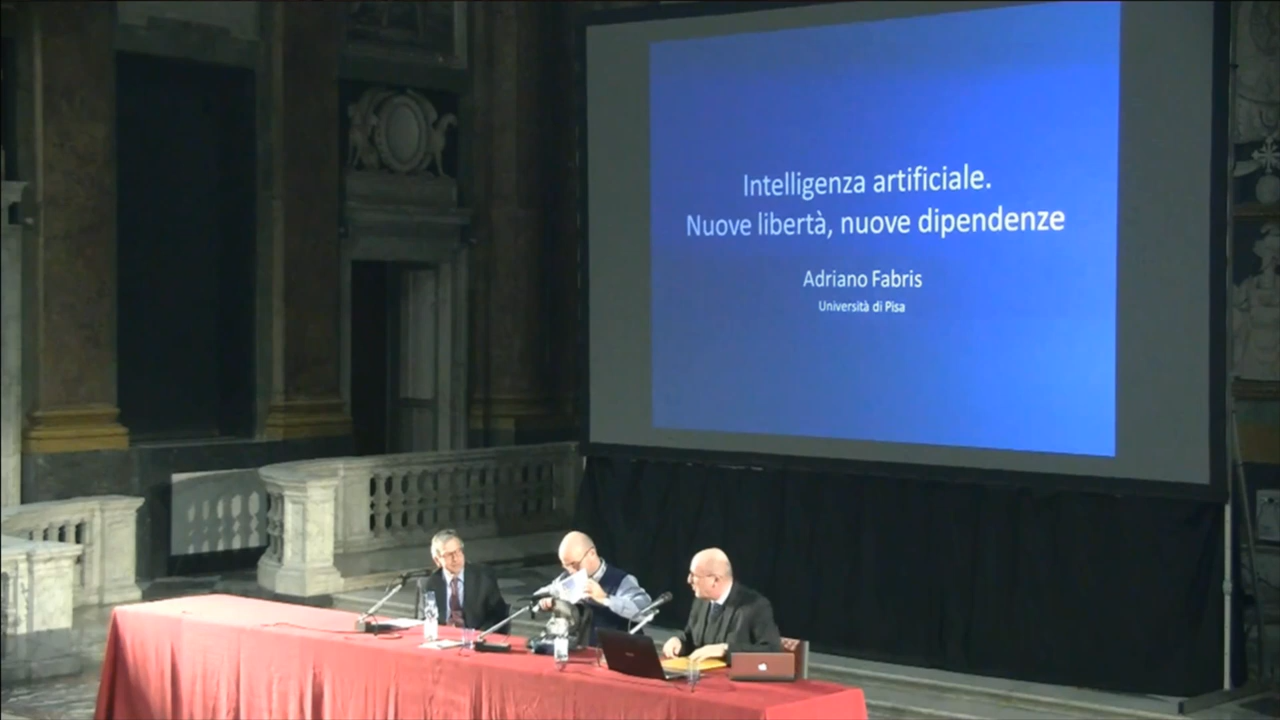 Intelligenza artificiale.
Nuove libertà, nuove dipendenze
Adriano Fabris
Università di Pisa